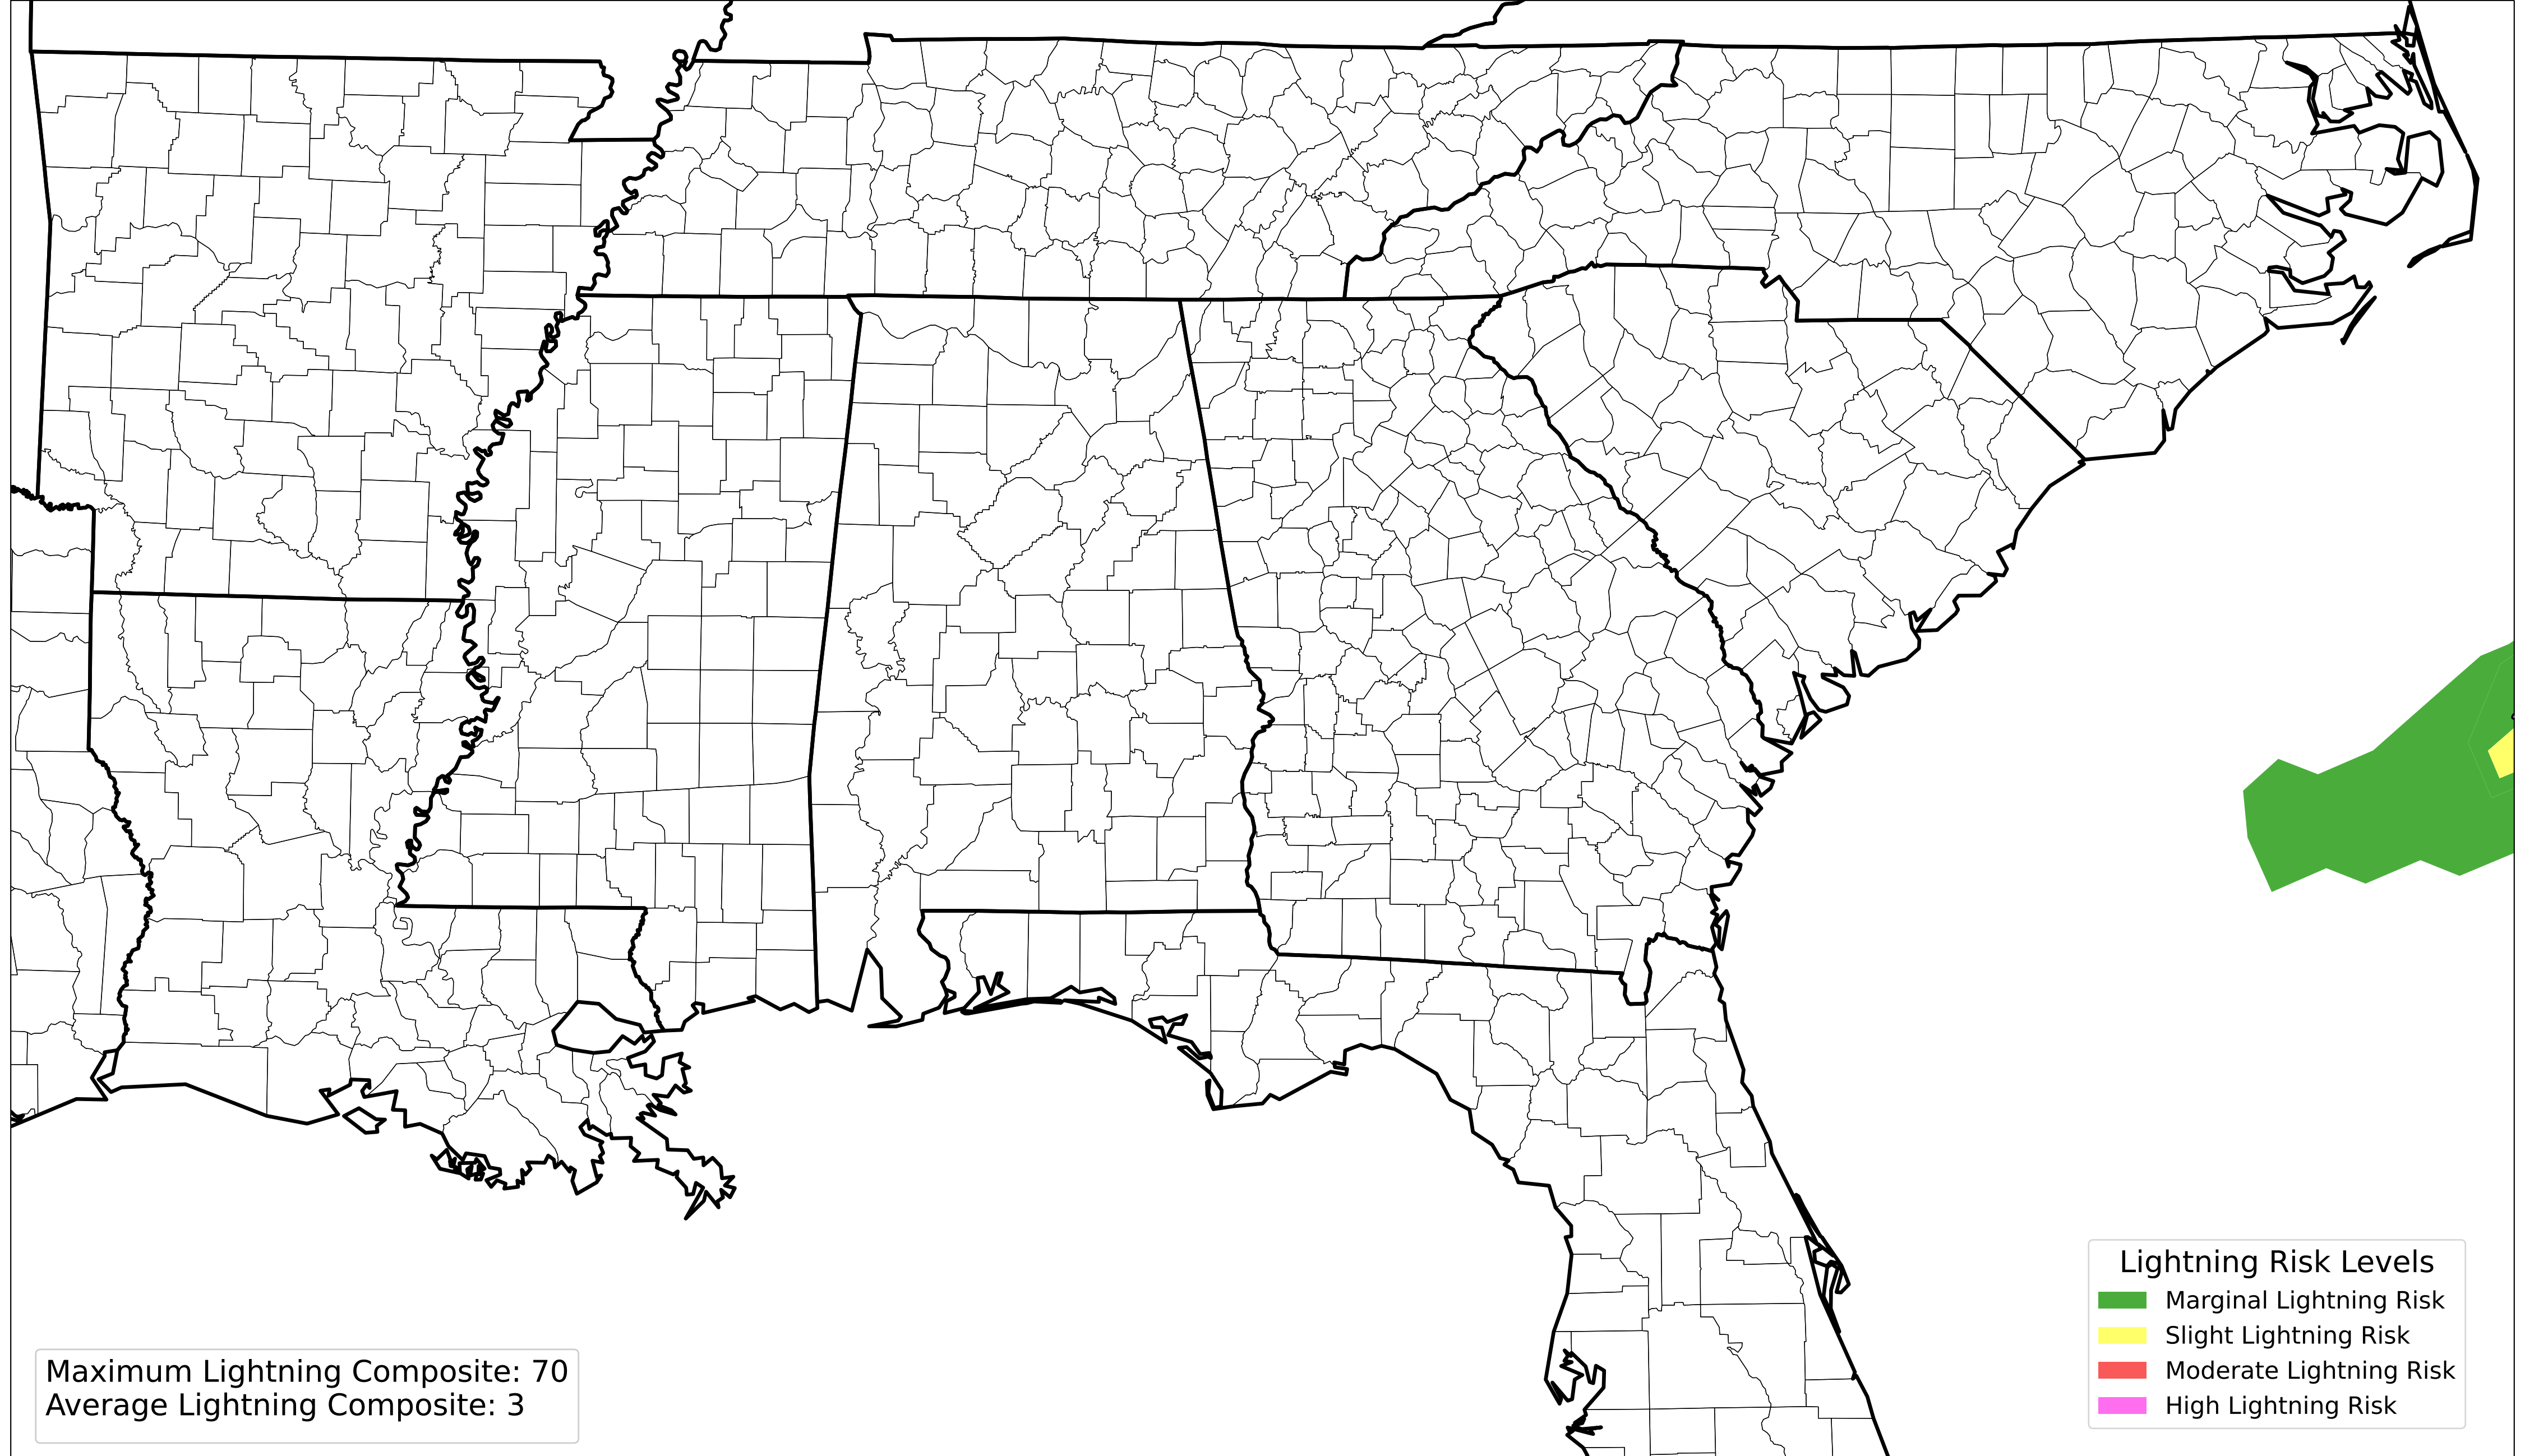 Lightning Risk Levels
Marginal Lightning Risk
Slight Lightning Risk
Moderate Lightning Risk
High Lightning Risk
Maximum Lightning Composite: 70
Average Lightning Composite: 3